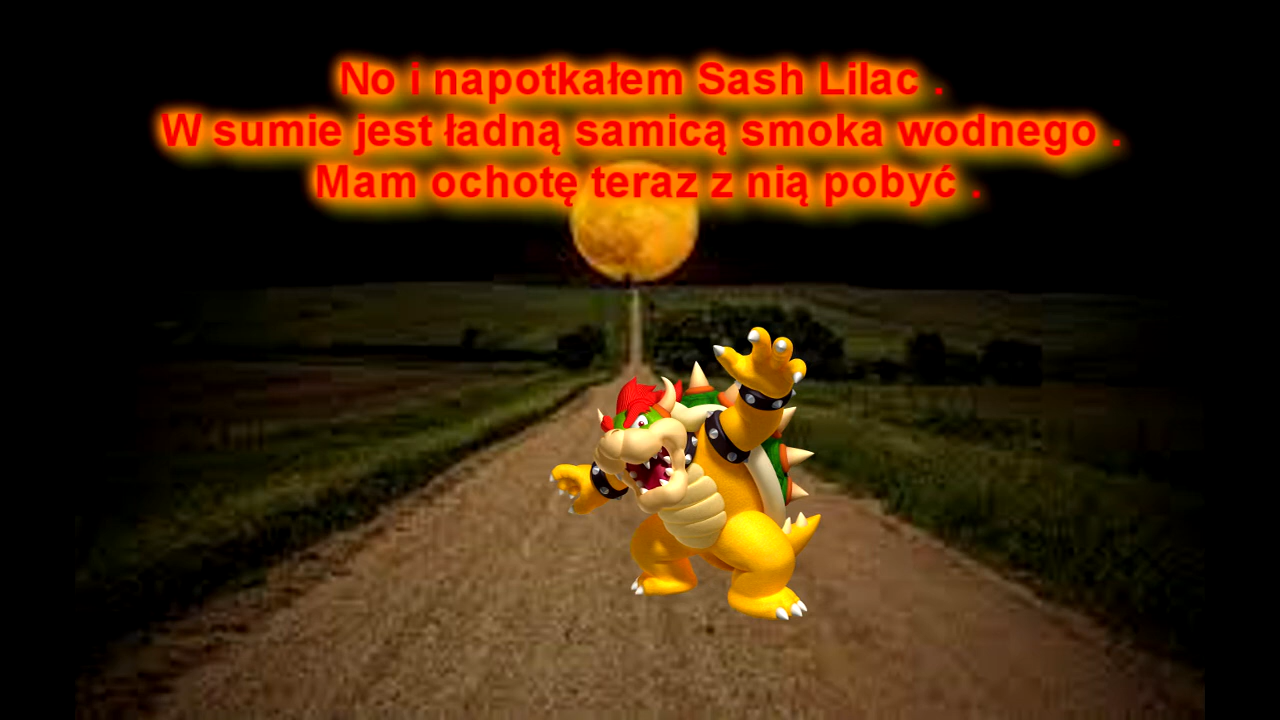 No i napotkałem Sash Lilac .
W sumie jest ładną samicą smoka wodnego .
Mam ochotę teraz z nią pobyć .